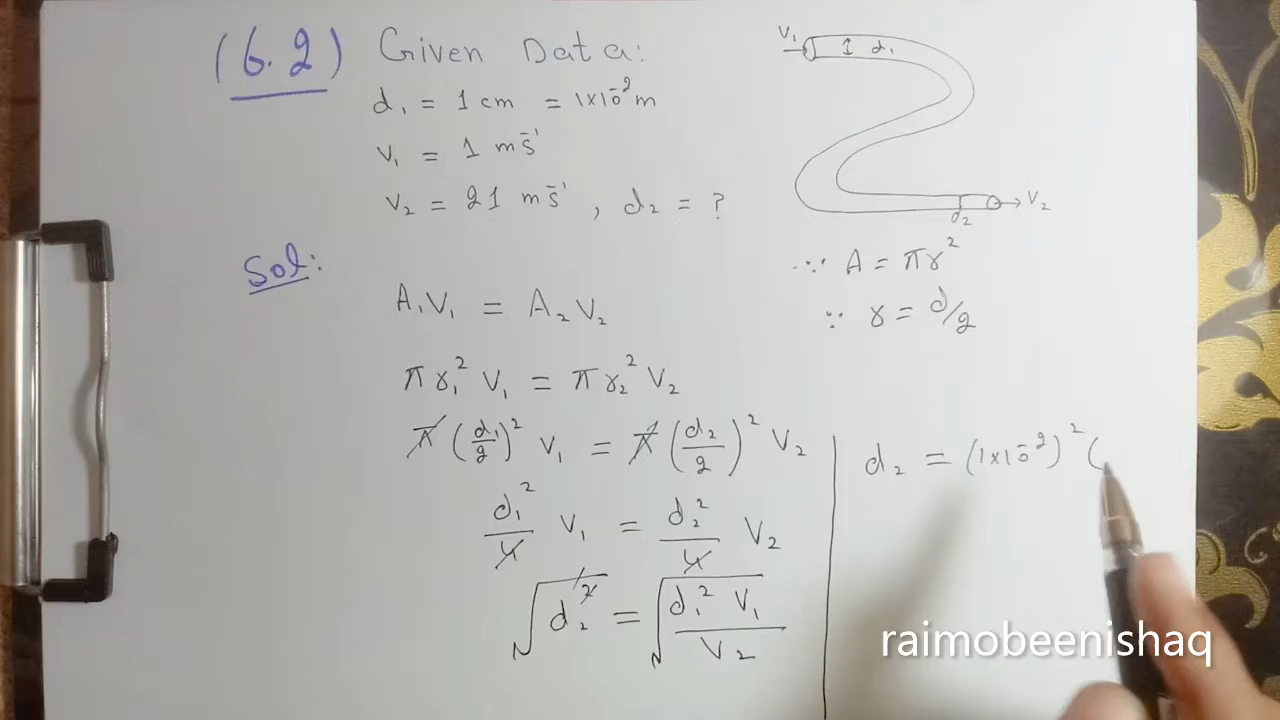 (6.2) Given Data:
d₁ = 1 cm = 1×10⁻²m
V₁ = 1 ms⁻¹
V₂ = 21 ms⁻¹, d₂ = ?
V₁ d₁
d₂ V₂
Sol:
∵ A = πr²
∵ r = d/2
A₁V₁ = A₂V₂
πr₁² V₁ = πr₂² V₂
π(d₁/2)² V₁ = π(d₂/2)² V₂
d₁²/4 V₁ = d₂²/4 V₂
√d₂² = √(d₁² V₁/V₂)
d₂ = (1×10⁻²)² (
raimobeenishaq